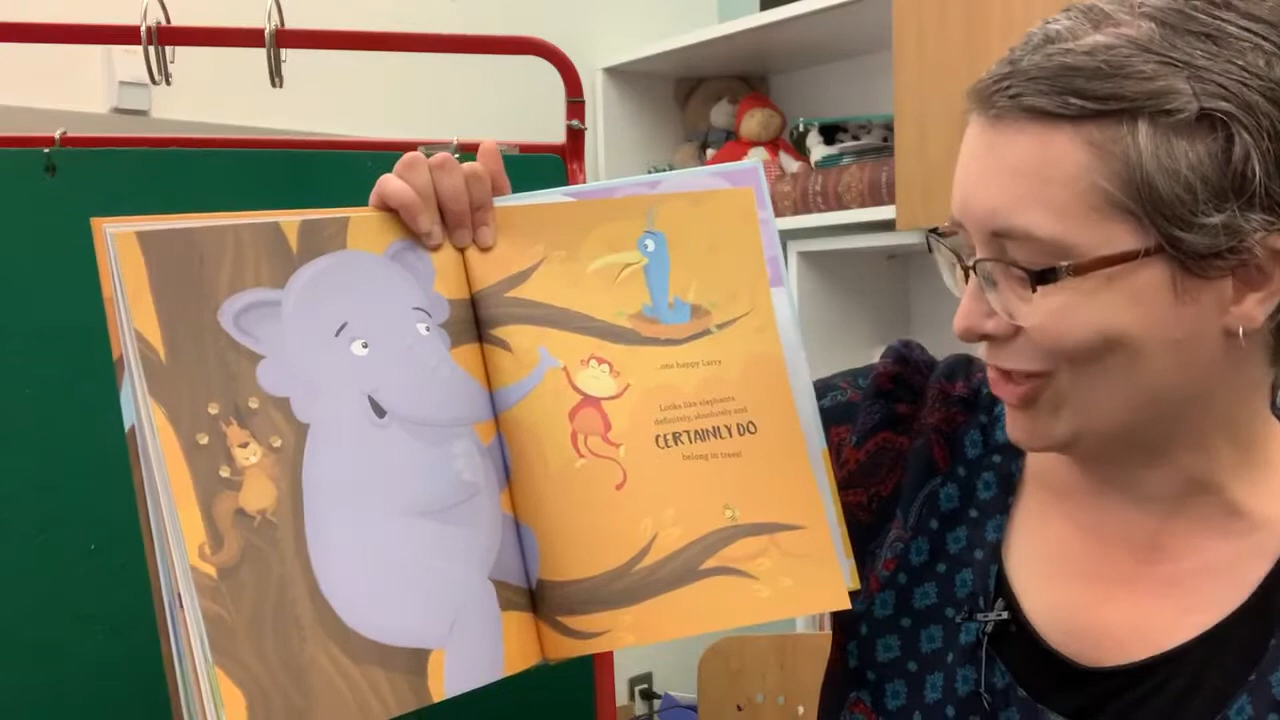 ...one happy Larry
Looks like elephants
definitely, absolutely and
CERTAINLY DO
belong in trees!